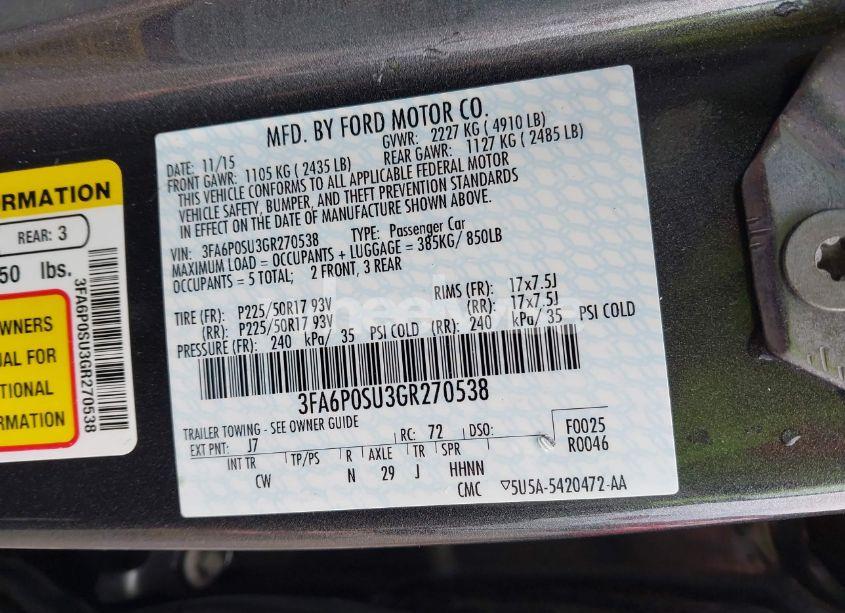 FORMATION
REAR: 3
50 lbs.
OWNERS
UAL FOR
TIONAL
ORMATION
3FA6P0SU3GR270538
MFD. BY FORD MOTOR CO.
DATE: 11/15 GVWR: 2227 KG ( 4910 LB)
FRONT GAWR: 1105 KG ( 2435 LB) REAR GAWR: 1127 KG ( 2485 LB)
THIS VEHICLE CONFORMS TO ALL APPLICABLE FEDERAL MOTOR
VEHICLE SAFETY, BUMPER, AND THEFT PREVENTION STANDARDS
IN EFFECT ON THE DATE OF MANUFACTURE SHOWN ABOVE.
VIN: 3FA6P0SU3GR270538 TYPE: Passenger Car
MAXIMUM LOAD = OCCUPANTS + LUGGAGE = 385KG/ 850LB
OCCUPANTS = 5 TOTAL; 2 FRONT, 3 REAR
TIRE (FR): P225/50R17 93V RIMS (FR): 17x7.5J
(RR): P225/50R17 93V (RR): 17x7.5J
PRESSURE (FR): 240 kPa/ 35 PSI COLD (RR): 240 kPa/ 35 PSI COLD
3FA6P0SU3GR270538
TRAILER TOWING - SEE OWNER GUIDE
EXT PNT: J7 RC: 72 DSO: F0025
R0046
INT TR TP/PS R AXLE TR SPR
CW N 29 J HHNN
CMC ▽5U5A-5420472-AA